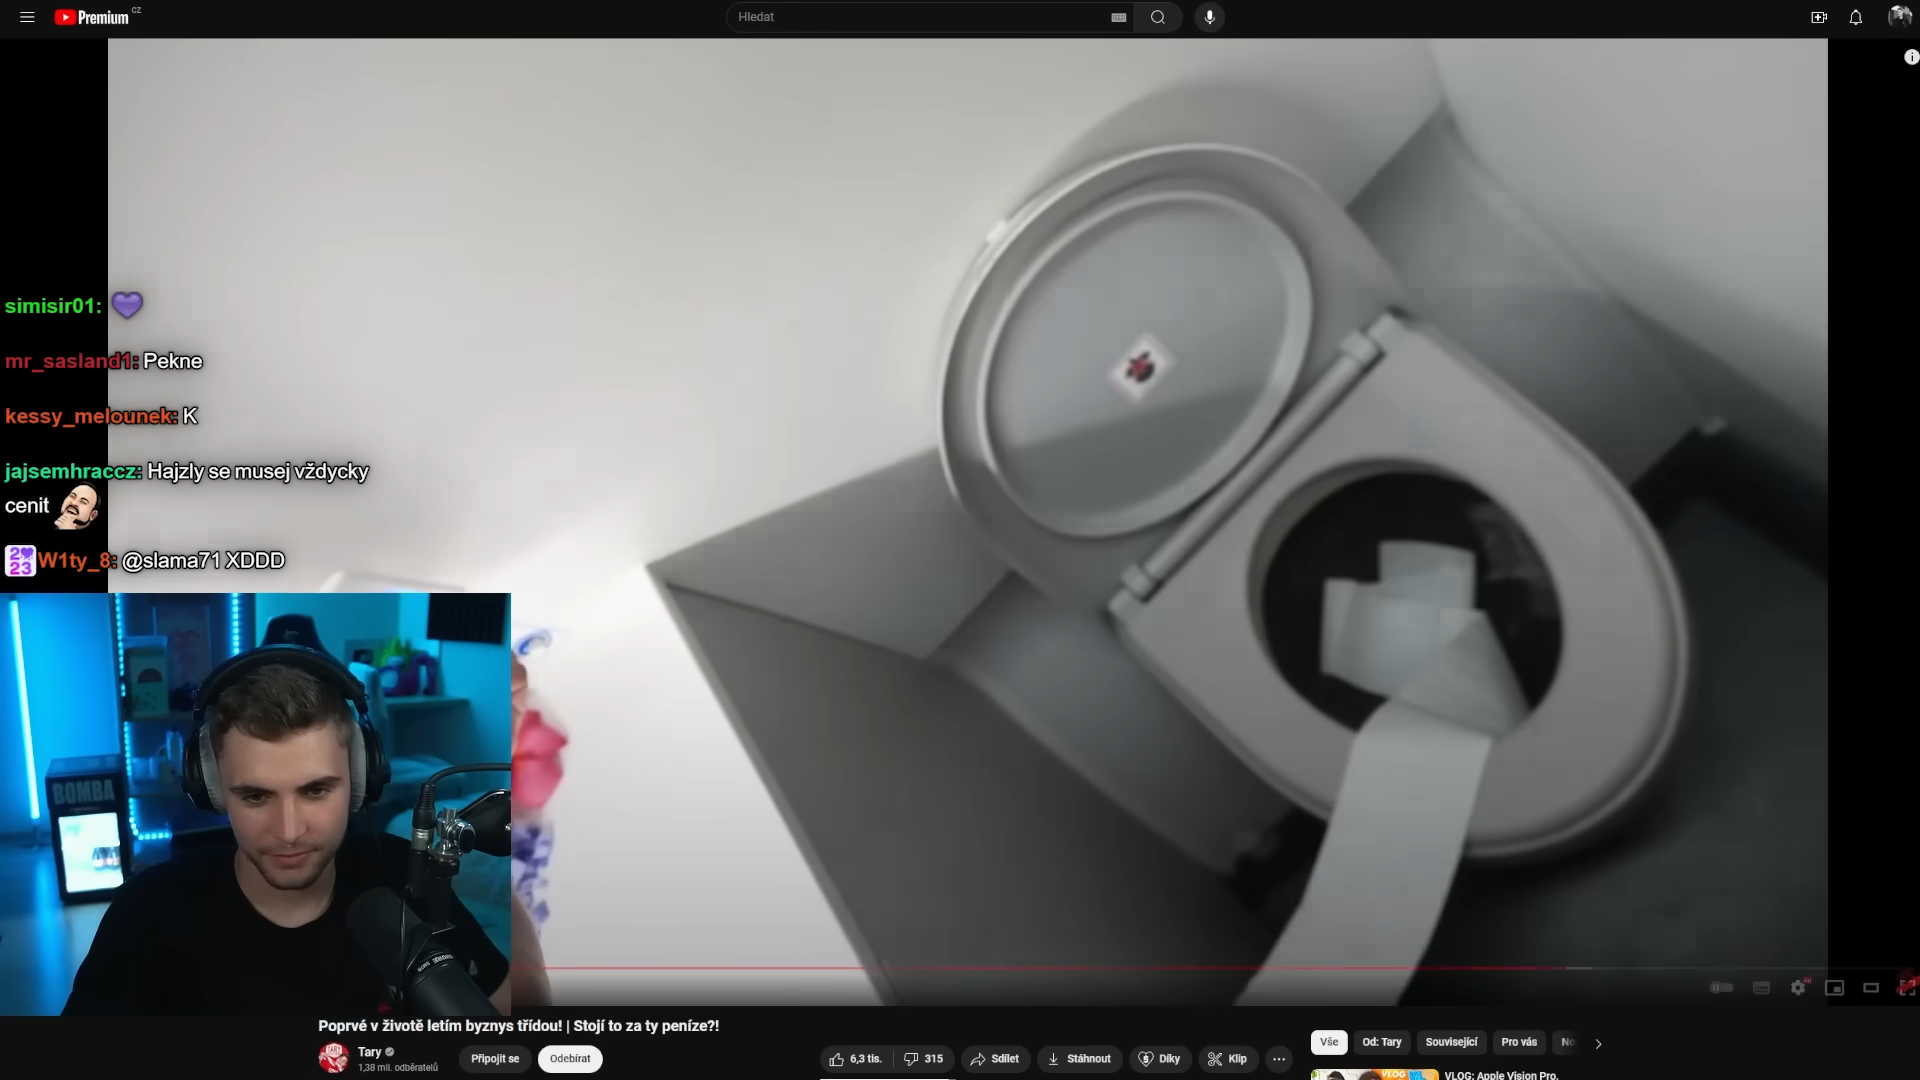 Premium CZ
Hledat
simisir01:
mr_sasland1: Pekne
kessy_melounek: K
jajsemhraccz: Hajzly se musej vždycky
cenit
2023 W1ty_8: @slama71 XDDD
BOMBA
Poprvé v životě letím byznys třídou! | Stojí to za ty peníze?!
Tary
1,38 mil. odběratelů
Připojit se
Odebírat
6,3 tis.
315
Sdílet
Stáhnout
Díky
Klip
Vše
Od: Tary
Související
Pro vás
VLOG
VLOG: Apple Vision Pro,